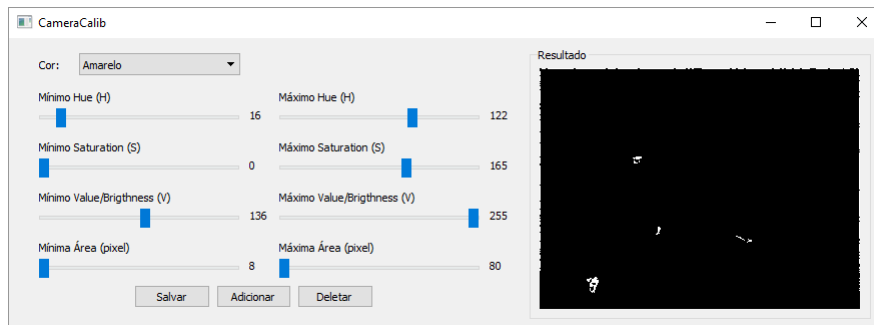 CameraCalib
Cor: Amarelo
Resultado
Mínimo Hue (H) Máximo Hue (H)
16 122
Mínimo Saturation (S) Máximo Saturation (S)
0 165
Mínimo Value/Brigthness (V) Máximo Value/Brigthness (V)
136 255
Mínima Área (pixel) Máxima Área (pixel)
8 80
Salvar Adicionar Deletar